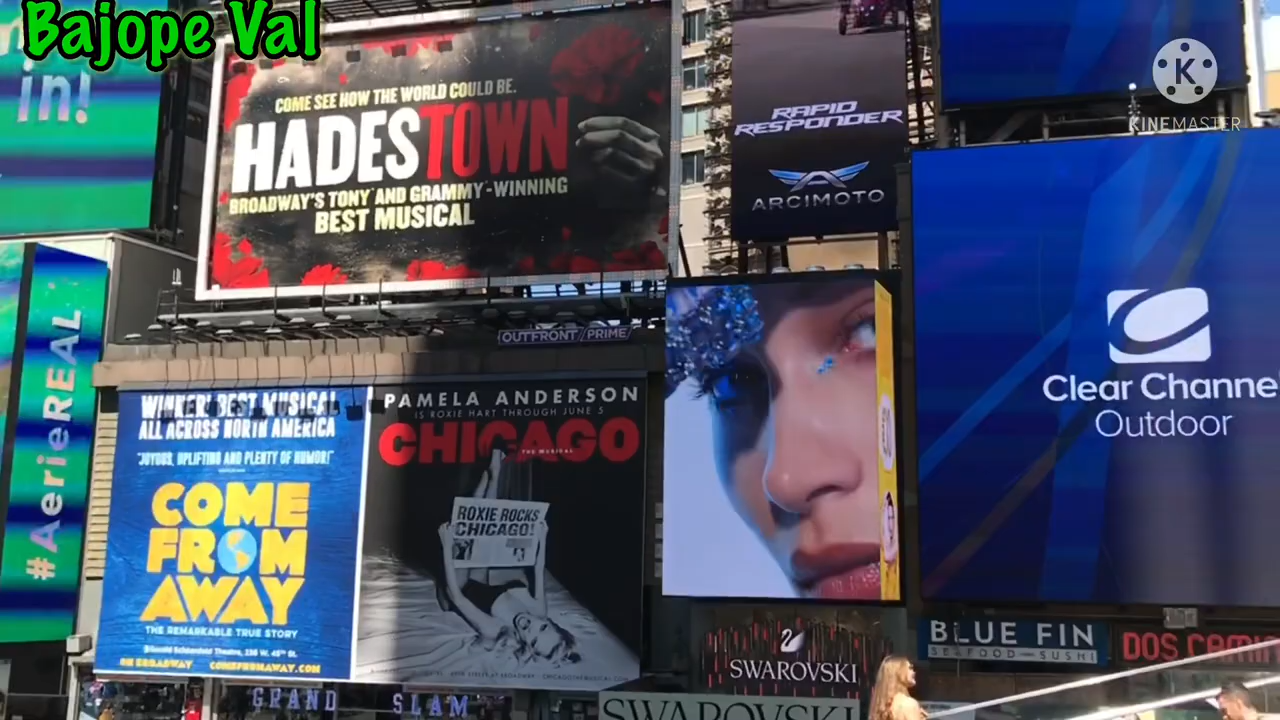 Bajope Val
in!
K
KINEMASTER
COME SEE HOW THE WORLD COULD BE.
HADESTOWN
BROADWAY'S TONY AND GRAMMY-WINNING
BEST MUSICAL
RAPID
RESPONDER
ARCIMOTO
OUTFRONT/PRIME
#AerieREAL
WINNER! BEST MUSICAL
ALL ACROSS NORTH AMERICA
"JOYOUS, UPLIFTING AND PLENTY OF HUMOR!"
COME
FROM
AWAY
THE REMARKABLE TRUE STORY
ON BROADWAY COMEFROMAWAY.COM
PAMELA ANDERSON
IS ROXIE HART THROUGH JUNE 5
CHICAGO
THE MUSICAL
ROXIE ROCKS
CHICAGO!
Clear Channel
Outdoor
SWAROVSKI
SWAROVSKI
BLUE FIN
SEAFOOD SUSHI
DOS CAMIN
GRAND SLAM